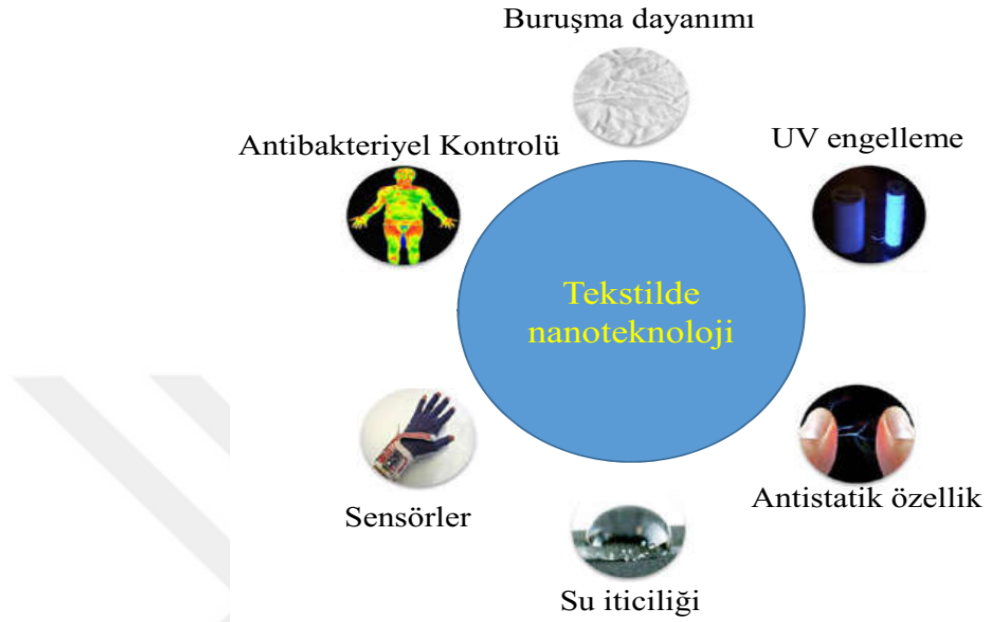 Buruşma dayanımı
Antibakteriyel Kontrolü
UV engelleme
Tekstilde
nanoteknoloji
Sensörler
Antistatik özellik
Su iticiliği